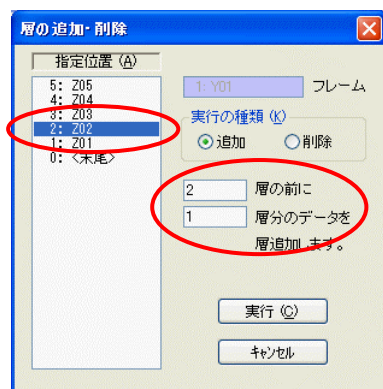 層の追加・削除
指定位置 (A)
5: Z05
4: Z04
3: Z03
2: Z02
1: Z01
0: <末尾>
1: Y01 フレーム
実行の種類 (K)
追加 削除
2 層の前に
1 層分のデータを
層追加します。
実行 (C)
キャンセル